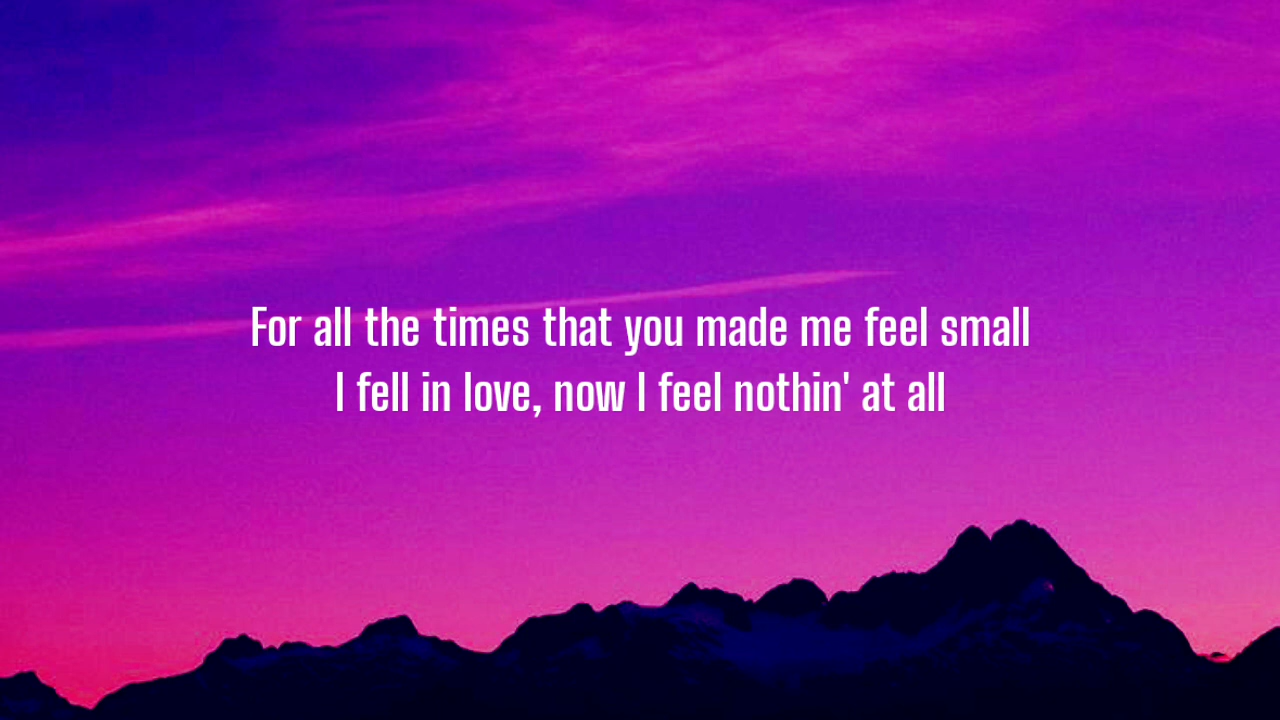 For all the times that you made me feel small
I fell in love, now I feel nothin' at all